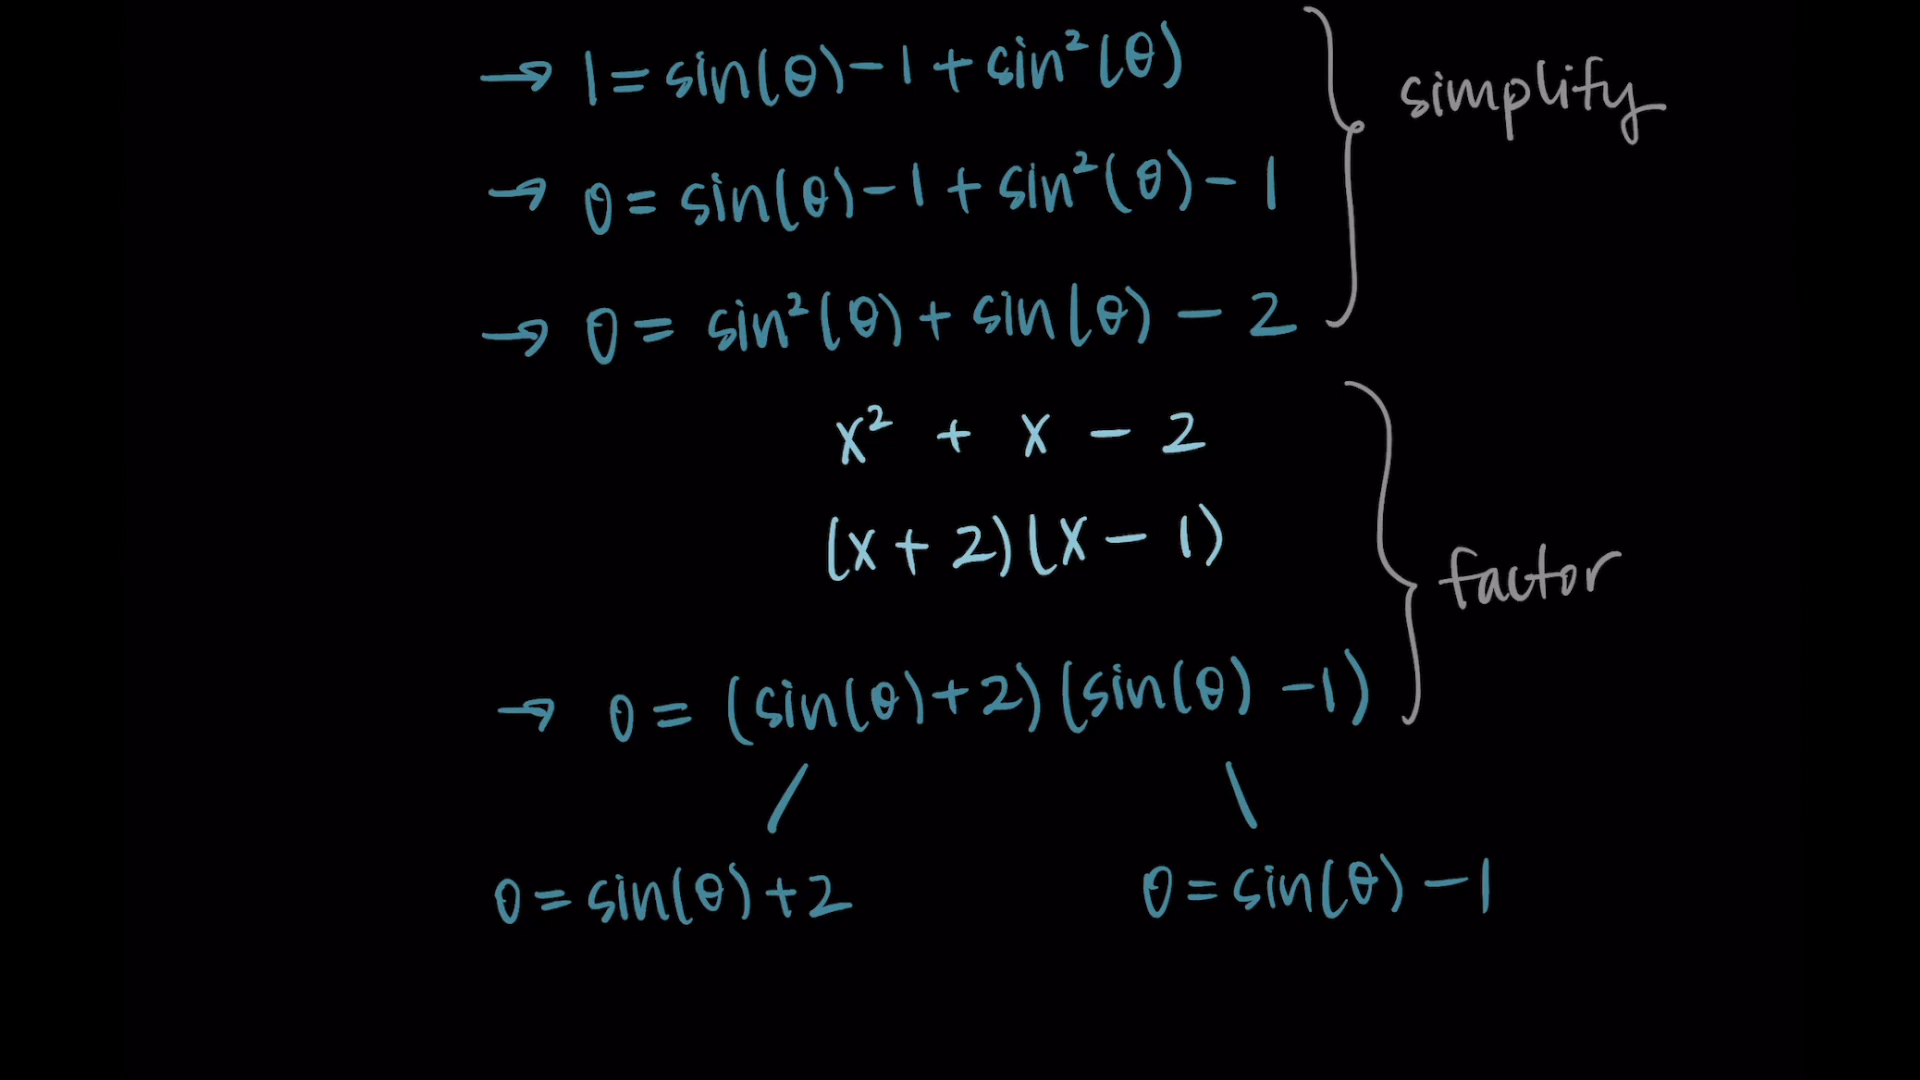 → 1 = sin(θ) - 1 + sin²(θ)
simplify
→ 0 = sin(θ) - 1 + sin²(θ) - 1
→ 0 = sin²(θ) + sin(θ) - 2
x² + x - 2
(x + 2)(x - 1)
factor
→ 0 = (sin(θ) + 2)(sin(θ) - 1)
0 = sin(θ) + 2
0 = sin(θ) - 1